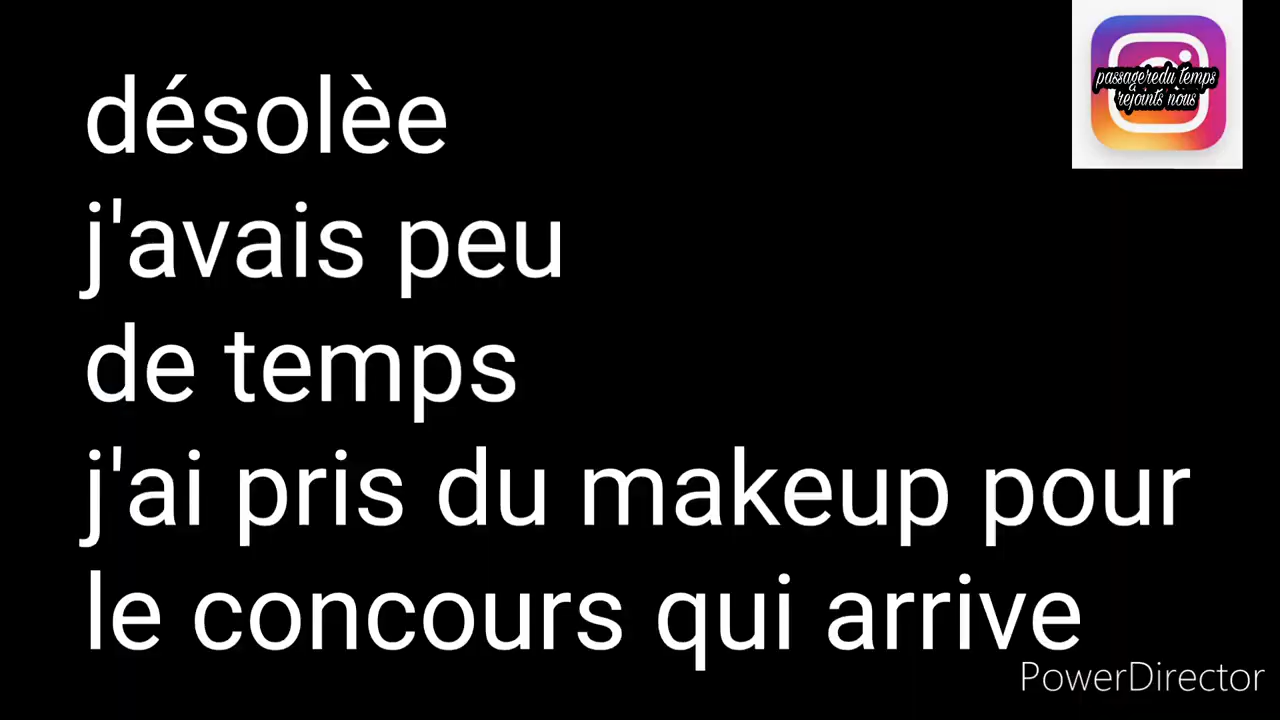 désolèe
j'avais peu
de temps
j'ai pris du makeup pour
le concours qui arrive
passageredu temps
rejoints nous
PowerDirector